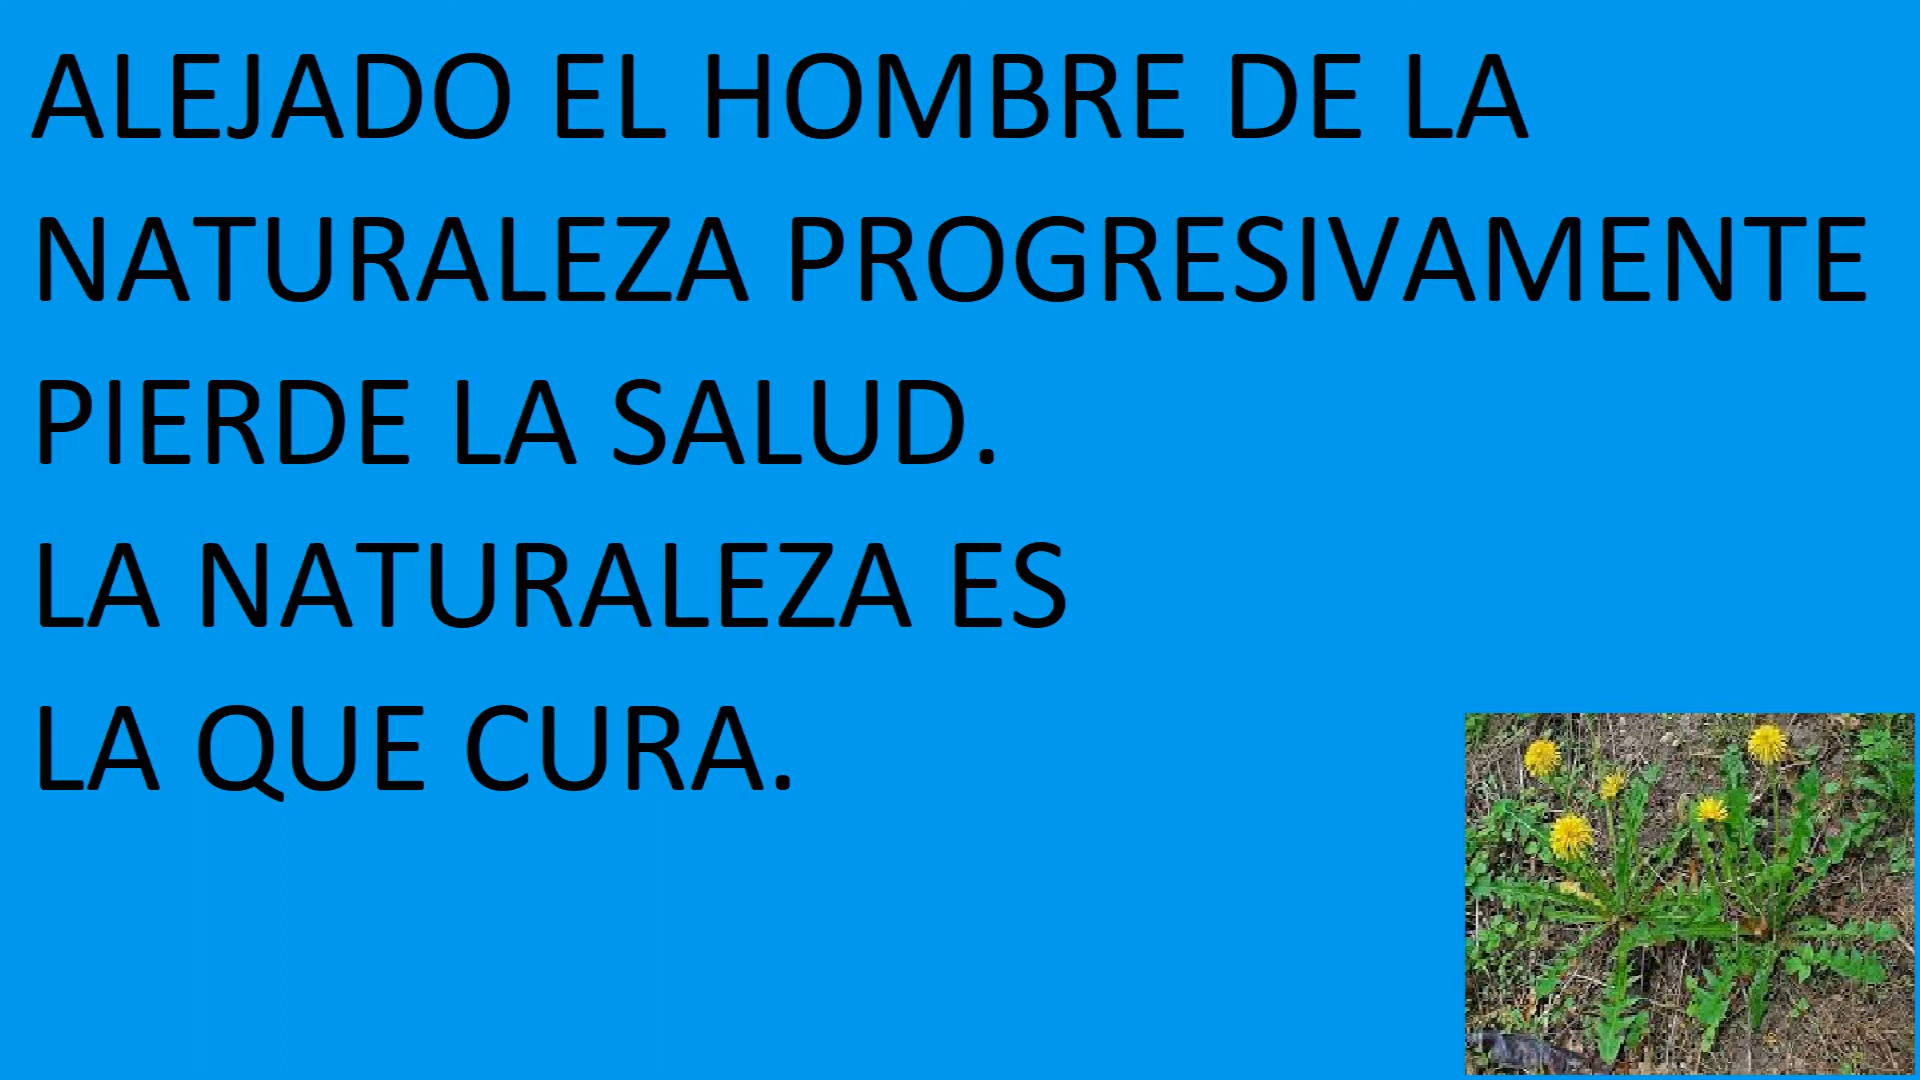 ALEJADO EL HOMBRE DE LA
NATURALEZA PROGRESIVAMENTE
PIERDE LA SALUD.
LA NATURALEZA ES
LA QUE CURA.